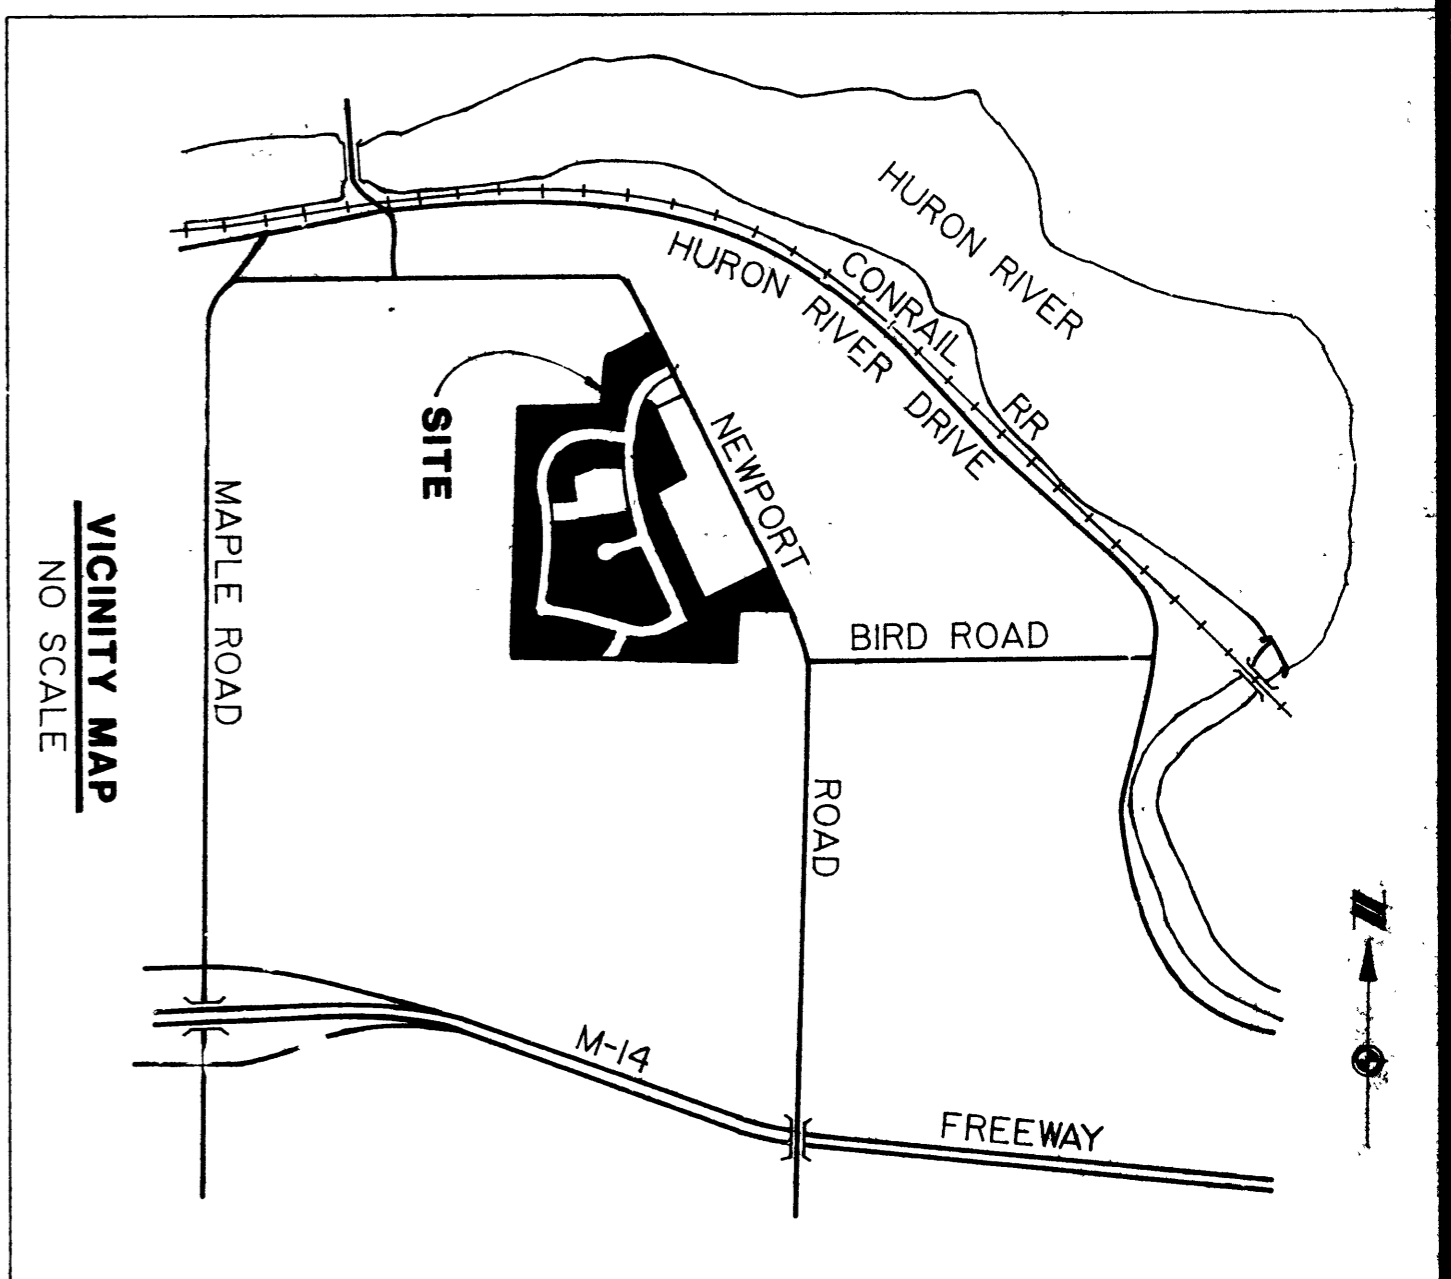 HURON RIVER
CONRAIL RR
HURON RIVER DRIVE
SITE
NEWPORT
ROAD
BIRD ROAD
MAPLE ROAD
VICINITY MAP
NO SCALE
N
M-14
FREEWAY